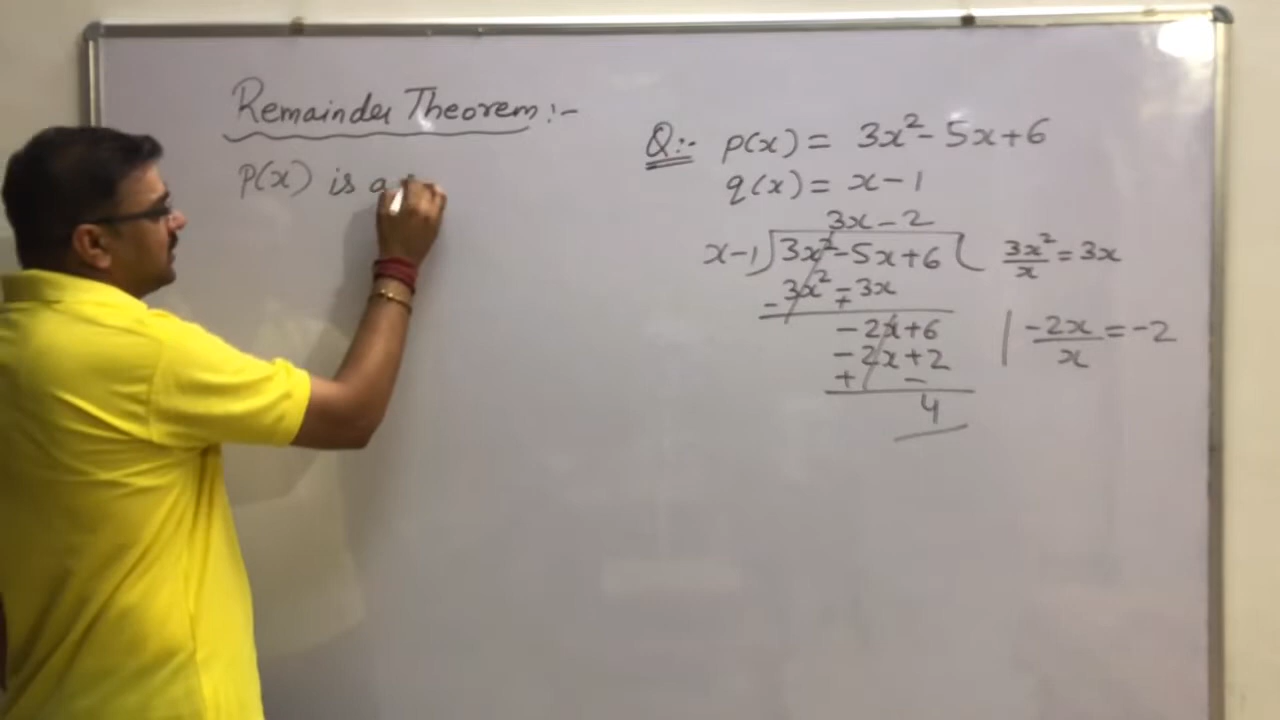 Remainder Theorem:-
P(x) is a
Q:- p(x) = 3x² - 5x + 6
q(x) = x - 1
3x - 2
x - 1 ) 3x² - 5x + 6 (
3x²/x = 3x
3x² - 3x
- +
- 2x + 6
| -2x/x = -2
- 2x + 2
+ -
4